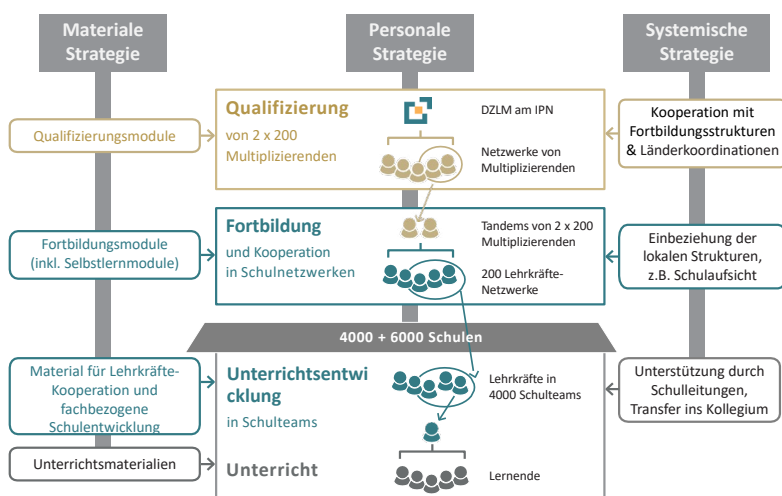 Materiale
Strategie
Personale
Strategie
Systemische
Strategie
Qualifizierungsmodule
Qualifizierung
von 2 x 200
Multiplizierenden
DZLM am IPN
Netzwerke von
Multiplizierenden
Kooperation mit
Fortbildungsstrukturen
& Länderkoordinationen
Fortbildungsmodule
(inkl. Selbstlernmodule)
Fortbildung
und Kooperation
in Schulnetzwerken
Tandems von 2 x 200
Multiplizierenden
200 Lehrkräfte-
Netzwerke
Einbeziehung der
lokalen Strukturen,
z.B. Schulaufsicht
4000 + 6000 Schulen
Material für Lehrkräfte-
Kooperation und
fachbezogene
Schulentwicklung
Unterrichtsentwi
cklung
in Schulteams
Lehrkräfte in
4000 Schulteams
Unterstützung durch
Schulleitungen,
Transfer ins Kollegium
Unterrichtsmaterialien
Unterricht
Lernende